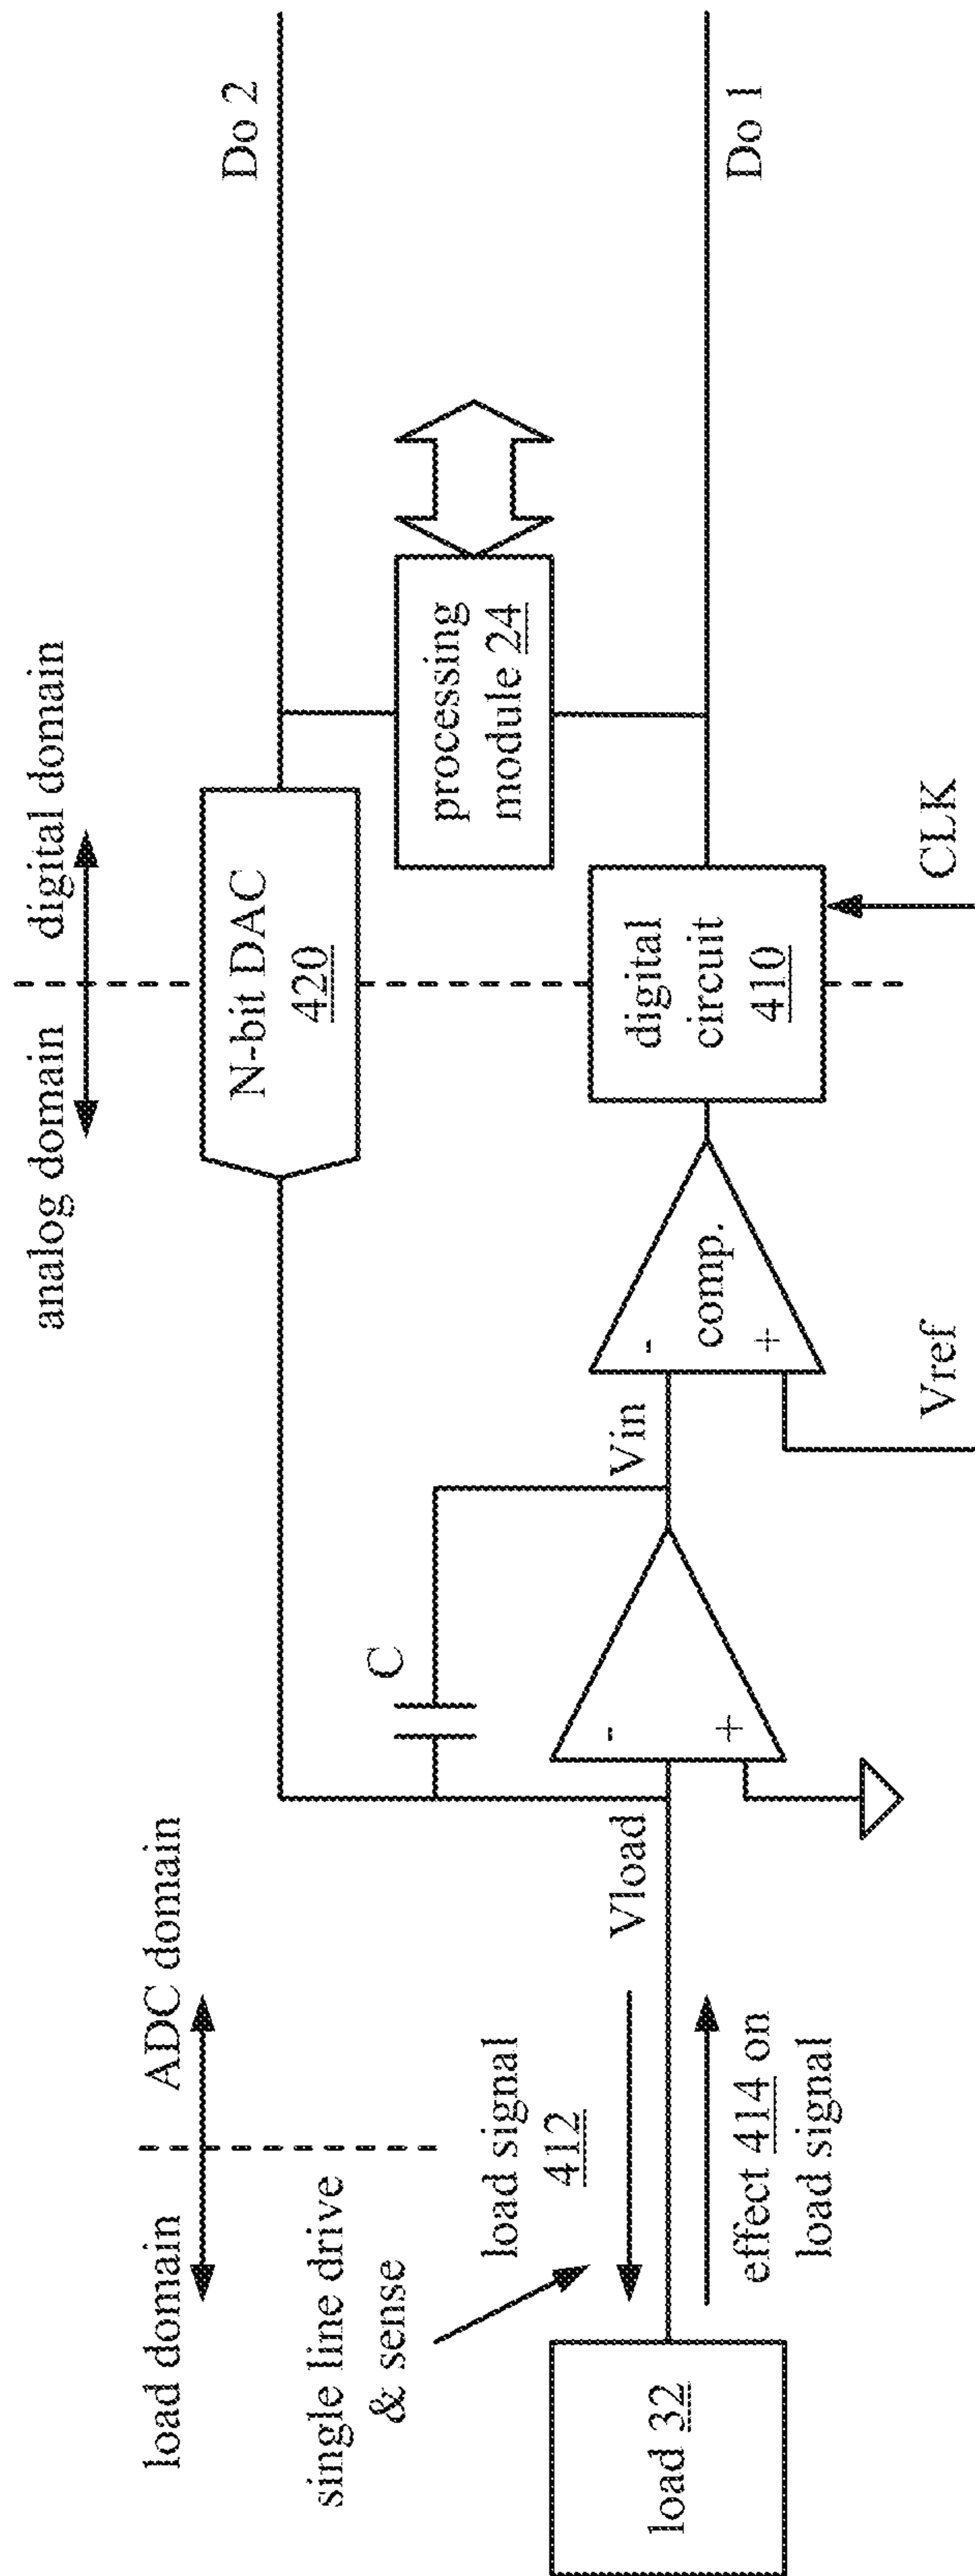 load domain
ADC domain
analog domain
digital domain
single line drive
& sense
load signal
412
effect 414 on
load signal
load 32
Vload
C
-
+
Vin
-
+
comp.
Vref
N-bit DAC
420
digital
circuit
410
CLK
processing
module 24
Do 2
Do 1